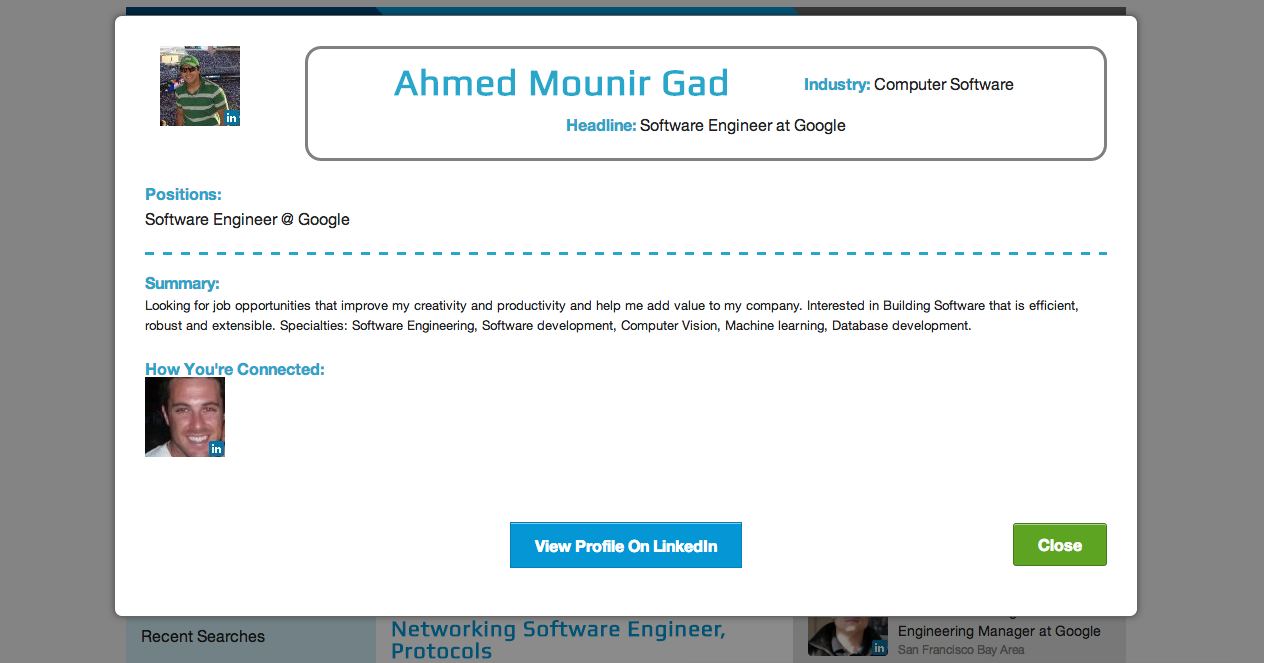 Ahmed Mounir Gad
Industry: Computer Software
Headline: Software Engineer at Google
in
Positions:
Software Engineer @ Google
Summary:
Looking for job opportunities that improve my creativity and productivity and help me add value to my company. Interested in Building Software that is efficient,
robust and extensible. Specialties: Software Engineering, Software development, Computer Vision, Machine learning, Database development.
How You're Connected:
in
View Profile On LinkedIn
Close
Recent Searches
Networking Software Engineer,
Protocols
Engineering Manager at Google
San Francisco Bay Area
in